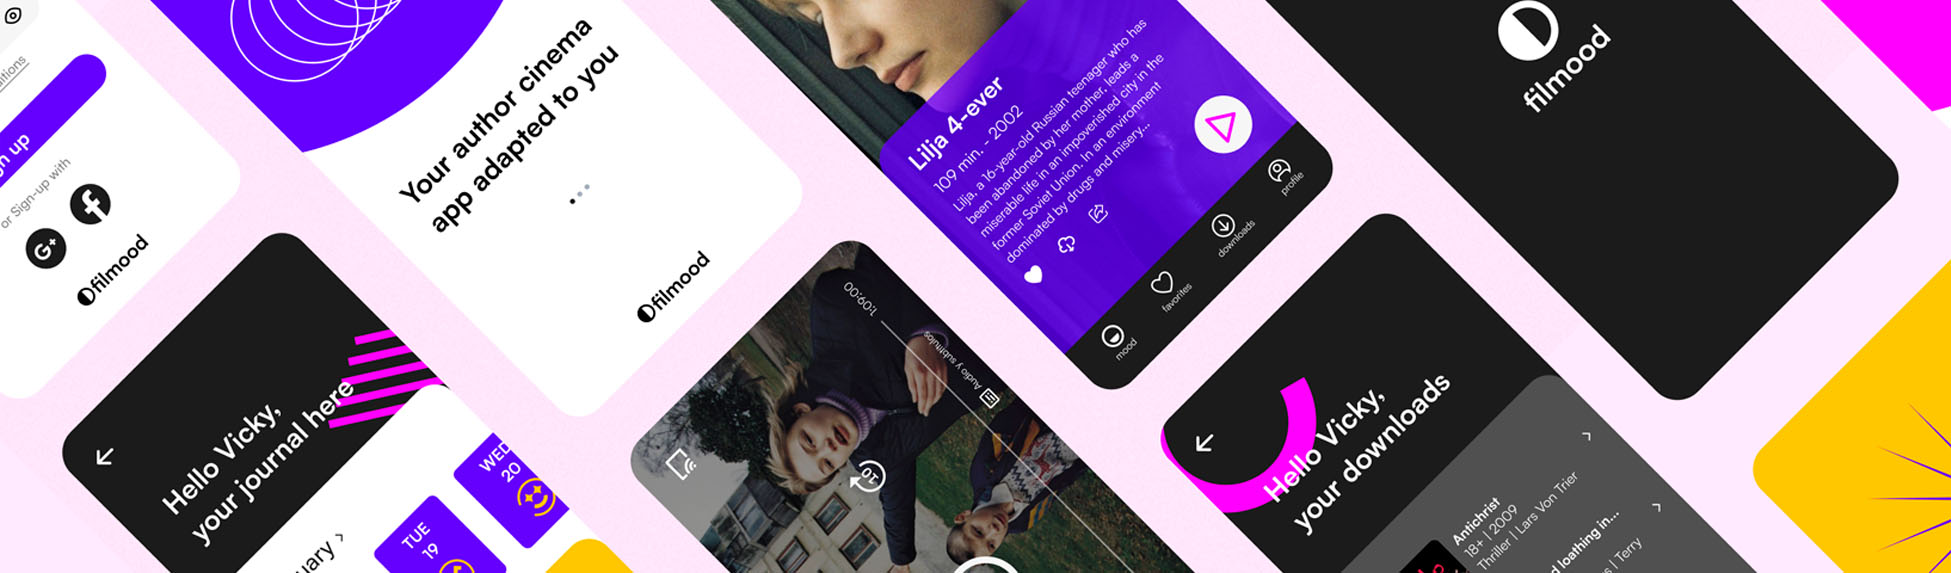 or Sign-up with
filmood
Your author cinema
app adapted to you
filmood
Hello Vicky,
your journal here
TUE
19
WED
20
Lilja 4-ever
109 min. - 2002
Lilja, a 16-year-old Russian teenager who has
been abandoned by her mother, leads a
miserable life in an impoverished city in the
former Soviet Union. In an environment
dominated by drugs and misery...
mood
favorites
downloads
profile
1:09:00
Audio y subtítulos
10
filmood
Hello Vicky,
your downloads
Antichrist
18+ | 2009
Thriller | Lars Von Trier
loathing in...
| Terry